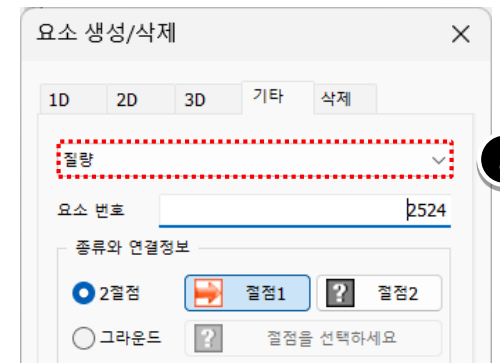 요소 생성/삭제
1D 2D 3D 기타 삭제
질량
요소 번호 2524
종류와 연결정보
2절점 절점1 ? 절점2
그라운드 ? 절점을 선택하세요